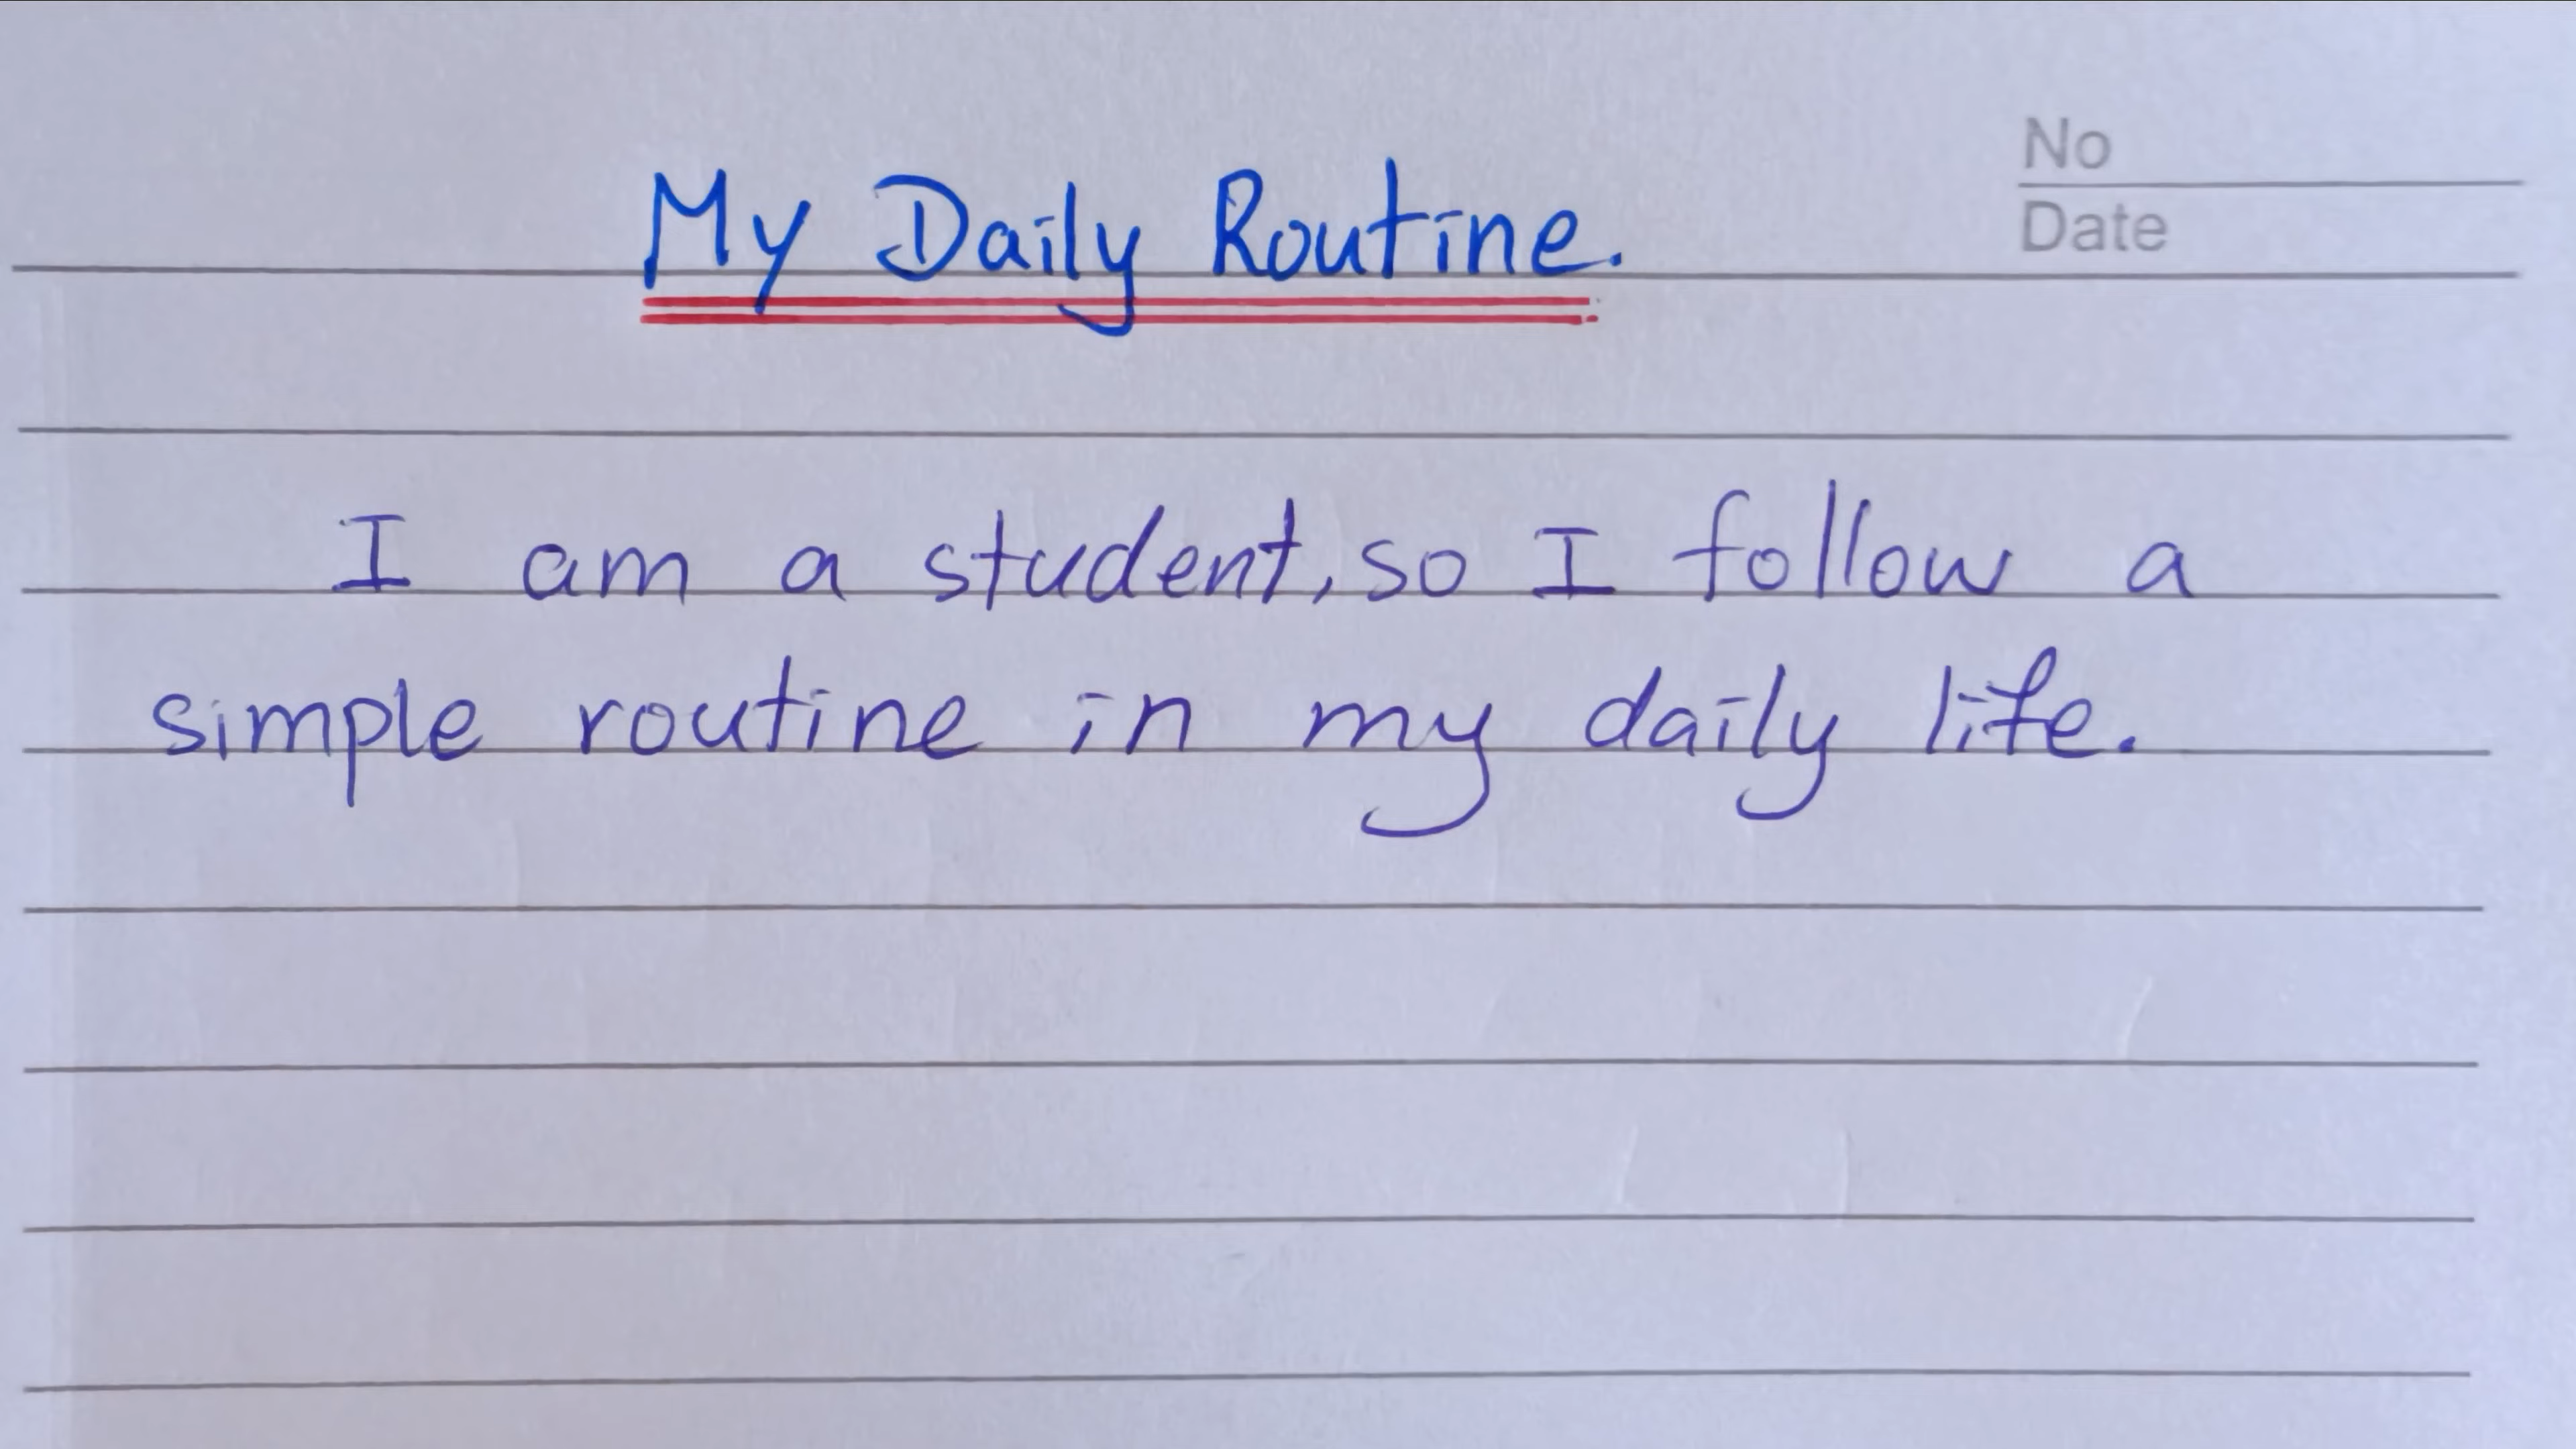 No
Date
My Daily Routine.
I am a student, so I follow a
simple routine in my daily life.